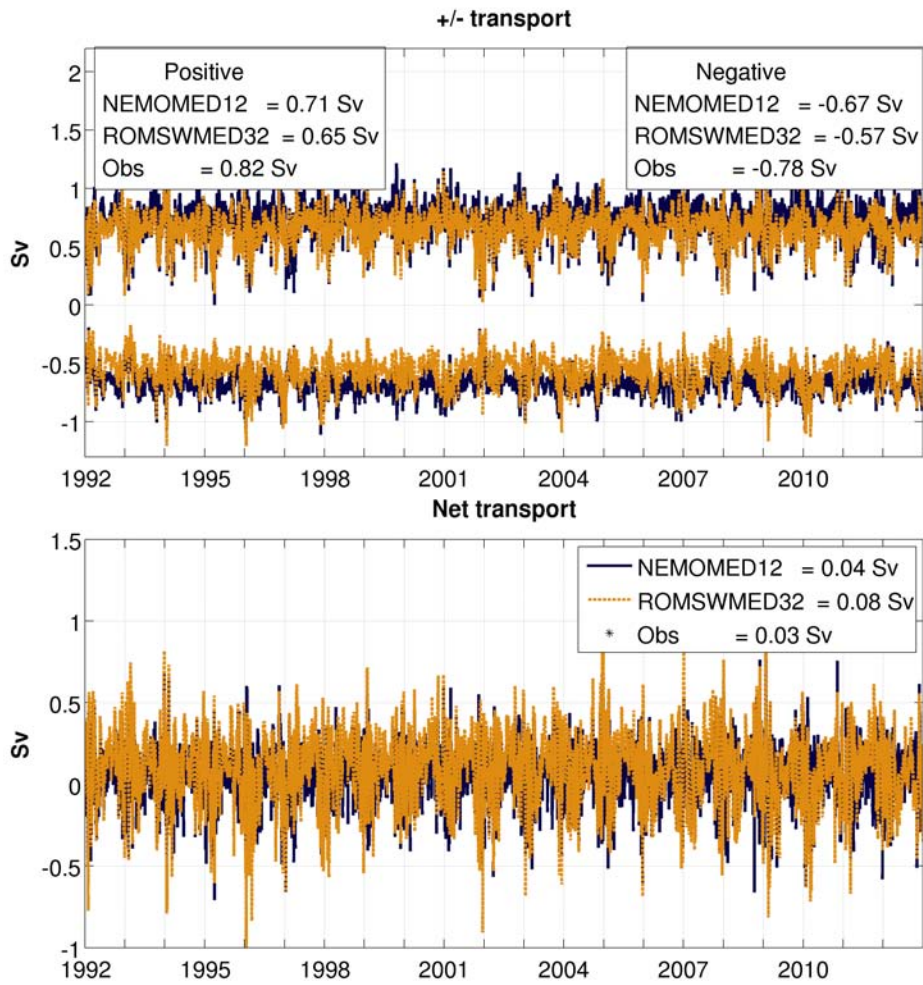 +/- transport
Positive
NEMOMED12 = 0.71 Sv
ROMSWMED32 = 0.65 Sv
Obs = 0.82 Sv
Negative
NEMOMED12 = -0.67 Sv
ROMSWMED32 = -0.57 Sv
Obs = -0.78 Sv
2
1.5
1
0.5
0
-0.5
-1
Sv
1992 1995 1998 2001 2004 2007 2010
Net transport
NEMOMED12 = 0.04 Sv
ROMSWMED32 = 0.08 Sv
* Obs = 0.03 Sv
1.5
1
0.5
0
-0.5
-1
Sv
1992 1995 1998 2001 2004 2007 2010